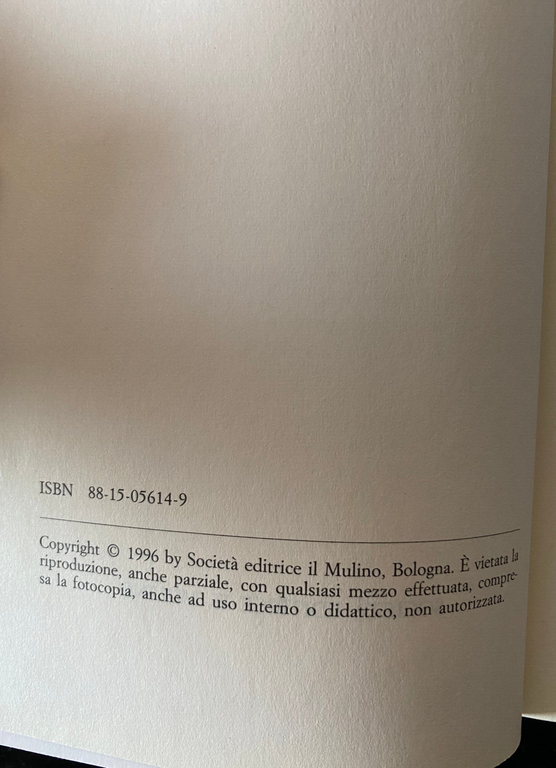 ISBN 88-15-05614-9
Copyright © 1996 by Società editrice il Mulino, Bologna. È vietata la
riproduzione, anche parziale, con qualsiasi mezzo effettuata, compre-
sa la fotocopia, anche ad uso interno o didattico, non autorizzata.